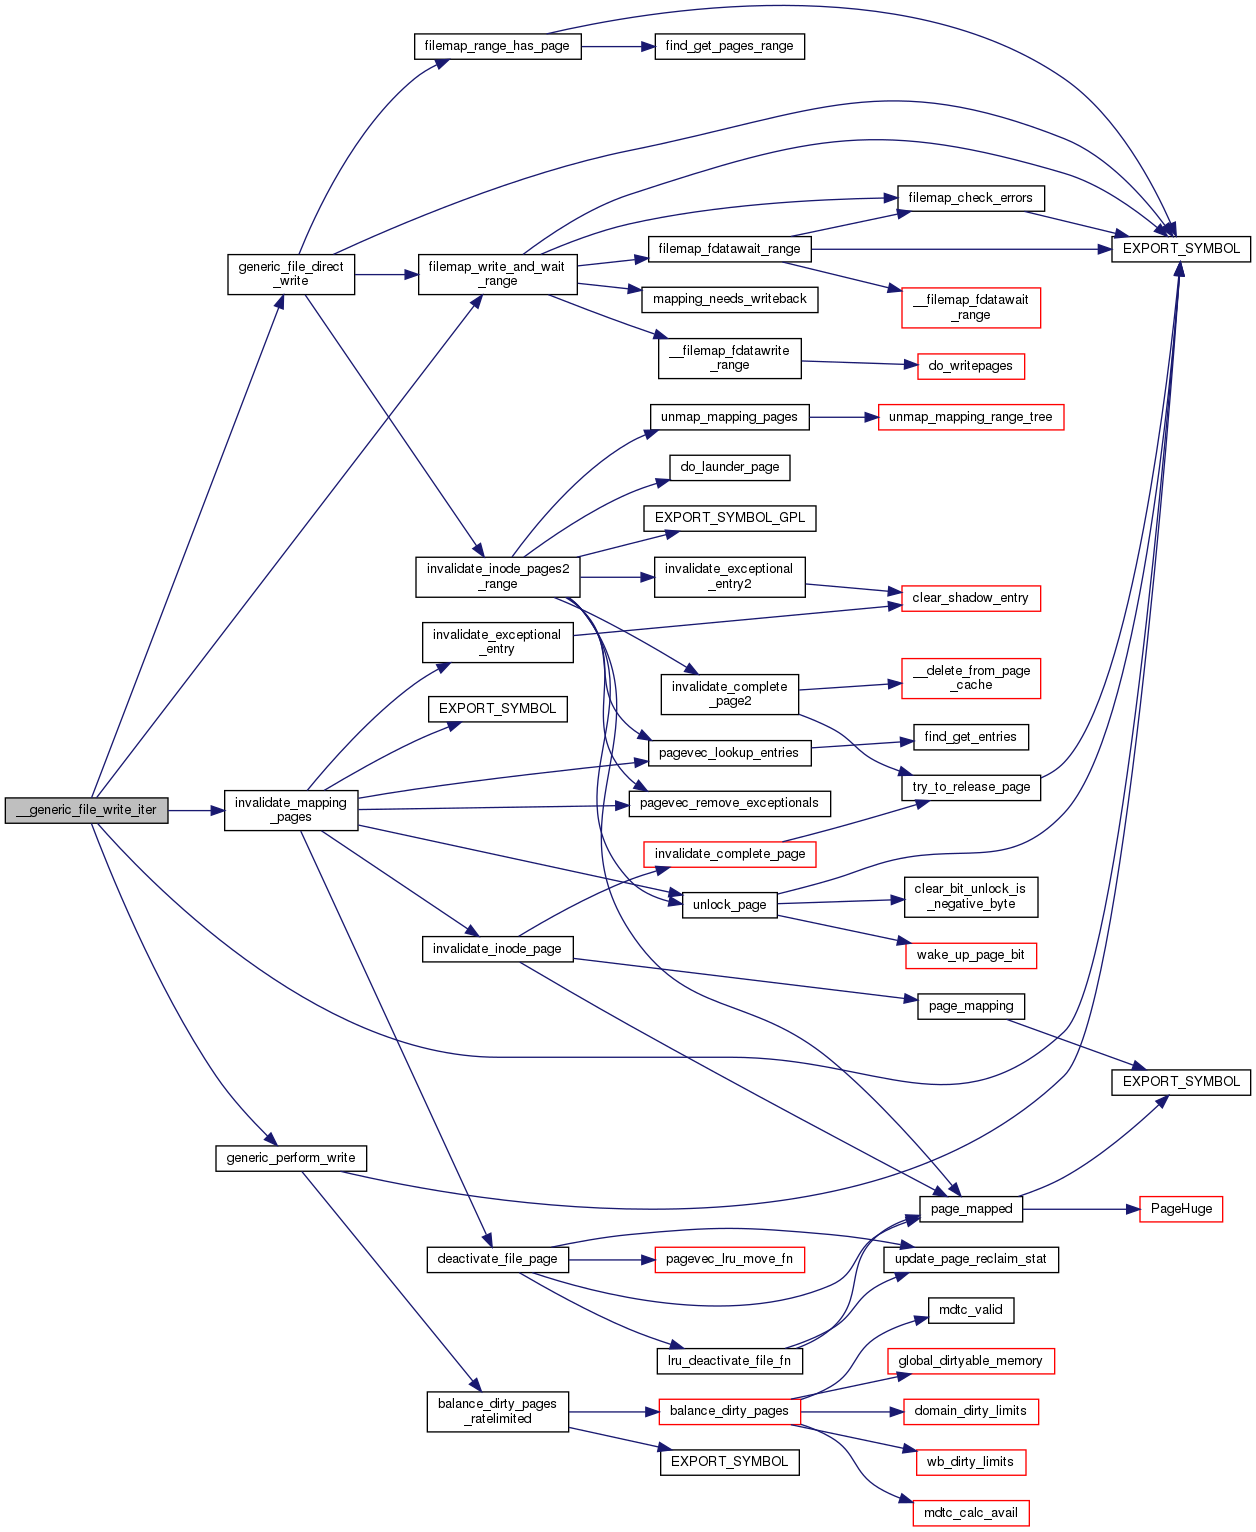 filemap_range_has_page
find_get_pages_range
filemap_check_errors
generic_file_direct
_write
filemap_write_and_wait
_range
filemap_fdatawait_range
EXPORT_SYMBOL
mapping_needs_writeback
__filemap_fdatawait
_range
__filemap_fdatawrite
_range
do_writepages
unmap_mapping_pages
unmap_mapping_range_tree
do_launder_page
EXPORT_SYMBOL_GPL
invalidate_inode_pages2
_range
invalidate_exceptional
_entry2
clear_shadow_entry
invalidate_exceptional
_entry
invalidate_complete
_page2
__delete_from_page
_cache
EXPORT_SYMBOL
pagevec_lookup_entries
find_get_entries
try_to_release_page
__generic_file_write_iter
invalidate_mapping
_pages
pagevec_remove_exceptionals
invalidate_complete_page
unlock_page
clear_bit_unlock_is
_negative_byte
invalidate_inode_page
wake_up_page_bit
page_mapping
EXPORT_SYMBOL
generic_perform_write
page_mapped
PageHuge
deactivate_file_page
pagevec_lru_move_fn
update_page_reclaim_stat
mdtc_valid
lru_deactivate_file_fn
global_dirtyable_memory
balance_dirty_pages
_ratelimited
balance_dirty_pages
domain_dirty_limits
EXPORT_SYMBOL
wb_dirty_limits
mdtc_calc_avail